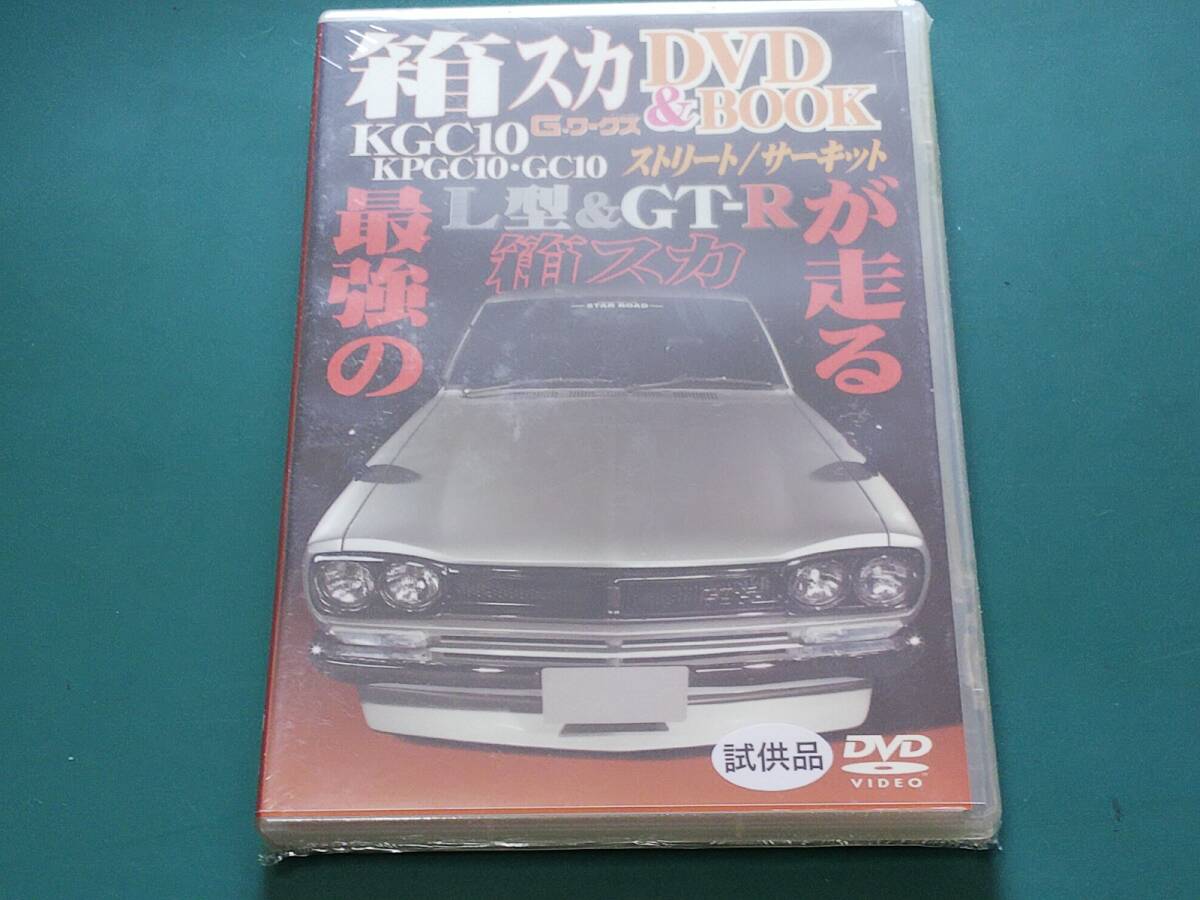 箱スカ DVD
& BOOK
G・ワークス
KGC10
KPGC10・GC10
ストリート/サーキット
最強の
L型&GT-R
箱スカ
が走る
STAR ROAD
試供品
DVD
VIDEO